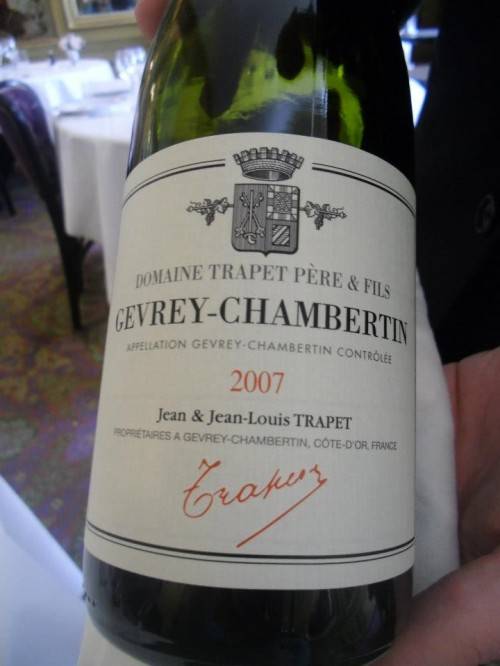 DOMAINE TRAPET PÈRE & FILS
GEVREY-CHAMBERTIN
APPELLATION GEVREY-CHAMBERTIN CONTRÔLÉE
2007
Jean & Jean-Louis TRAPET
PROPRIÉTAIRES A GEVREY-CHAMBERTIN, CÔTE-D'OR, FRANCE
Trapet